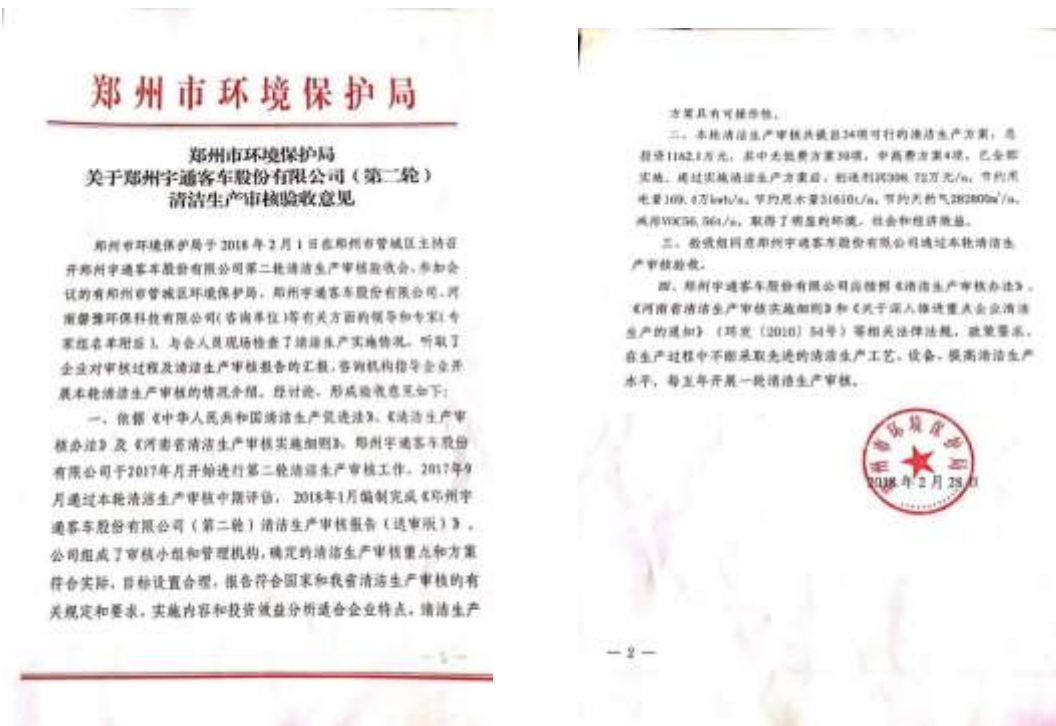 郑州市环境保护局
郑州市环境保护局
关于郑州宇通客车股份有限公司（第二轮）
清洁生产审核验收意见
郑州市环境保护局于2018年2月1日在郑州市管城区主持召
开郑州宇通客车股份有限公司第二轮清洁生产审核验收会。参加会
议的有郑州市管城区环境保护局、郑州宇通客车股份有限公司、河
南馨豫环保科技有限公司（咨询单位）等有关方面的领导和专家（专
家组名单附后）。与会人员现场检查了清洁生产实施情况，听取了
企业对审核过程及清洁生产审核报告的汇报，咨询机构指导企业开
展本轮清洁生产审核的情况介绍。经讨论，形成验收意见如下：
一、依据《中华人民共和国清洁生产促进法》、《清洁生产审
核办法》及《河南省清洁生产审核实施细则》，郑州宇通客车股份
有限公司于2017年月开始进行第二轮清洁生产审核工作，2017年9
月通过本轮清洁生产审核中期评估，2018年1月编制完成《郑州宇
通客车股份有限公司（第二轮）清洁生产审核报告（送审版）》。
公司组成了审核小组和管理机构，确定的清洁生产审核重点和方案
符合实际，目标设置合理，报告符合国家和我省清洁生产审核的有
关规定和要求，实施内容和投资效益分析适合企业特点，清洁生产
方案具有可操作性。
二、本轮清洁生产审核共提出34项可行的清洁生产方案，总
投资1162.1万元，其中无低费方案30项，中高费方案4项，已全部
实施。通过实施清洁生产方案后，创造利润306.72万元/a，节约用
电量169.4万kwh/a，节约用水量31610t/a，节约天然气282800m³/a，
减排VOC56.56t/a，取得了明显的环境、社会和经济效益。
三、验收组同意郑州宇通客车股份有限公司通过本轮清洁生
产审核验收。
四、郑州宇通客车股份有限公司应根据《清洁生产审核办法》、
《河南省清洁生产审核实施细则》和《关于深入推进重点企业清洁
生产的通知》（环发〔2010〕54号）等相关法律法规、政策要求，
在生产过程中不断采取先进的清洁生产工艺、设备，提高清洁生产
水平，每五年开展一轮清洁生产审核。
郑州市环境保护局
2018年2月28日
— 2 —